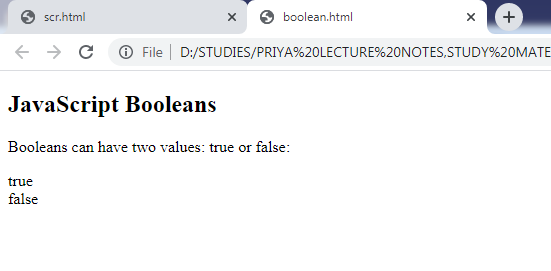 scr.html
boolean.html
File
D:/STUDIES/PRIYA%20LECTURE%20NOTES,STUDY%20MATE
JavaScript Booleans
Booleans can have two values: true or false:
true
false